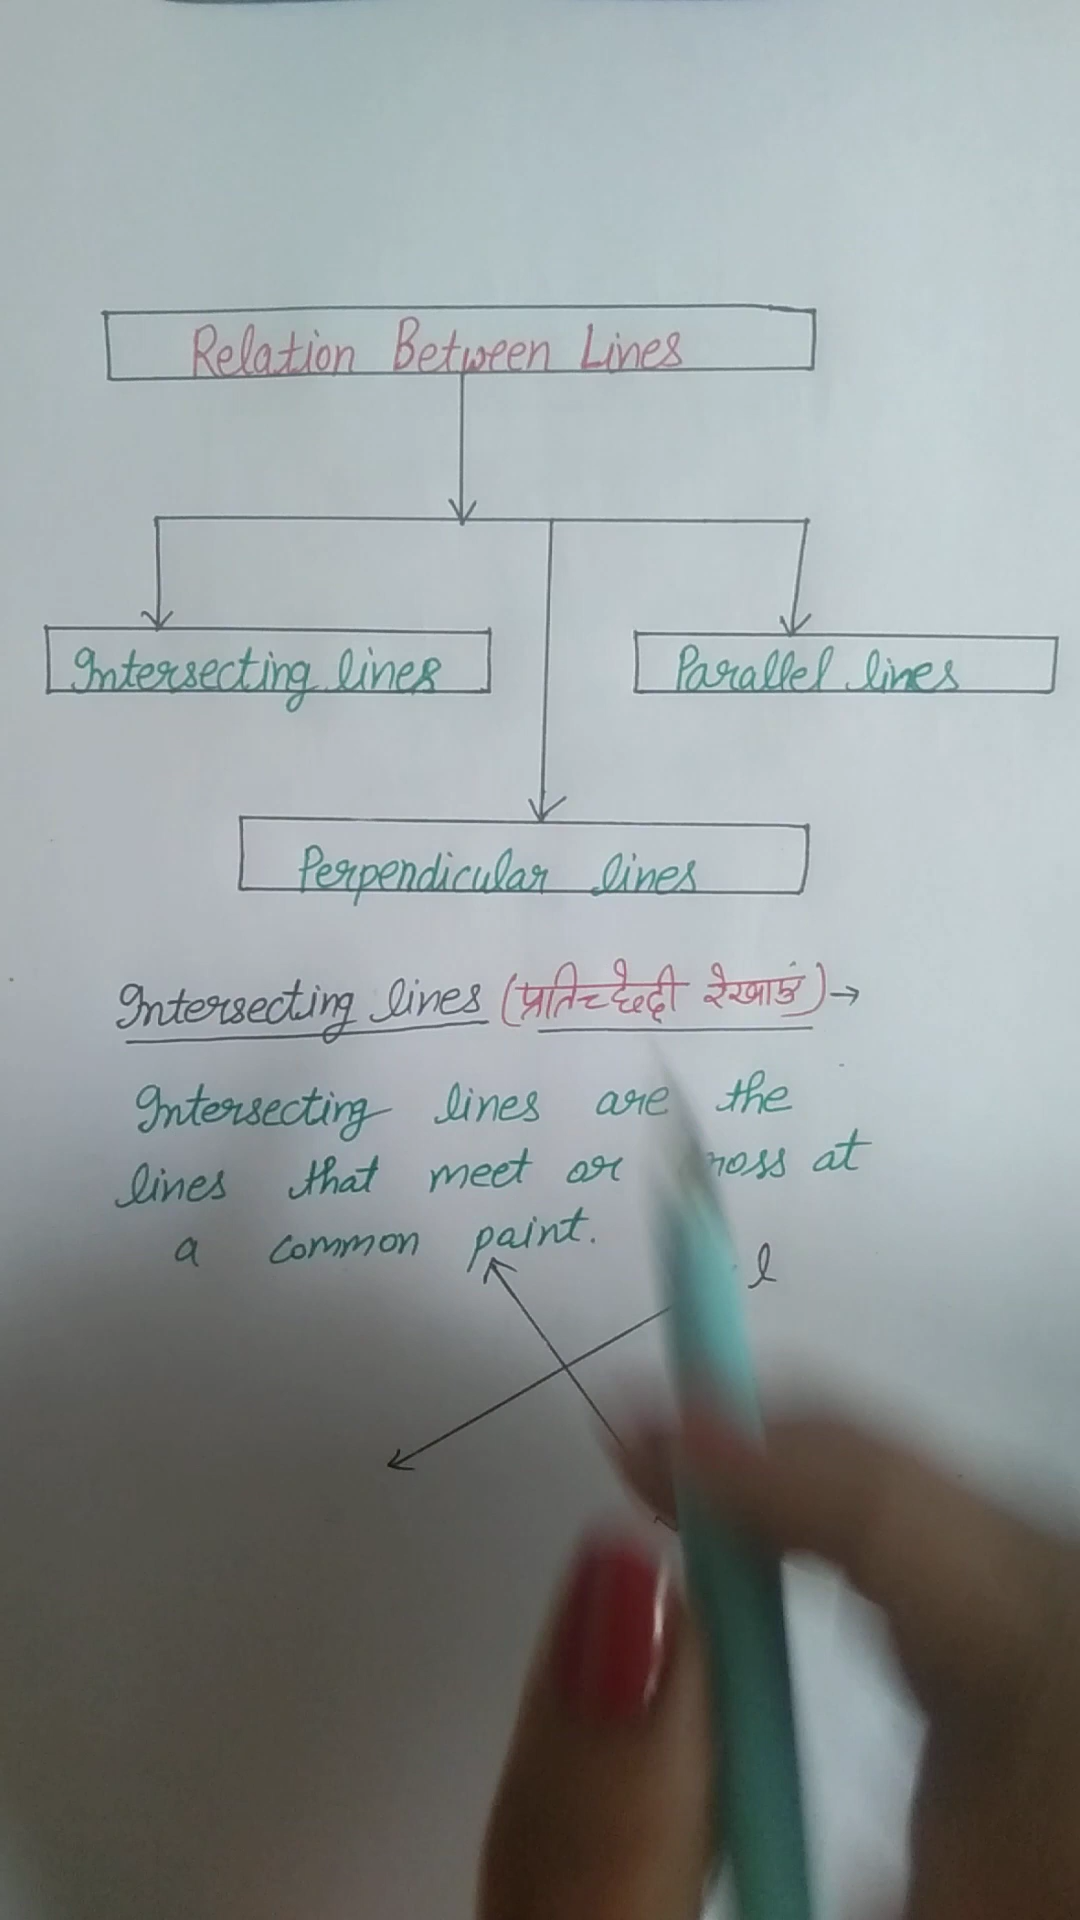 Relation Between Lines
Intersecting lines
Parallel lines
Perpendicular lines
Intersecting lines (प्रतिच्छेदी रेखाएं) →
Intersecting lines are the
lines that meet or at
a common paint.
l